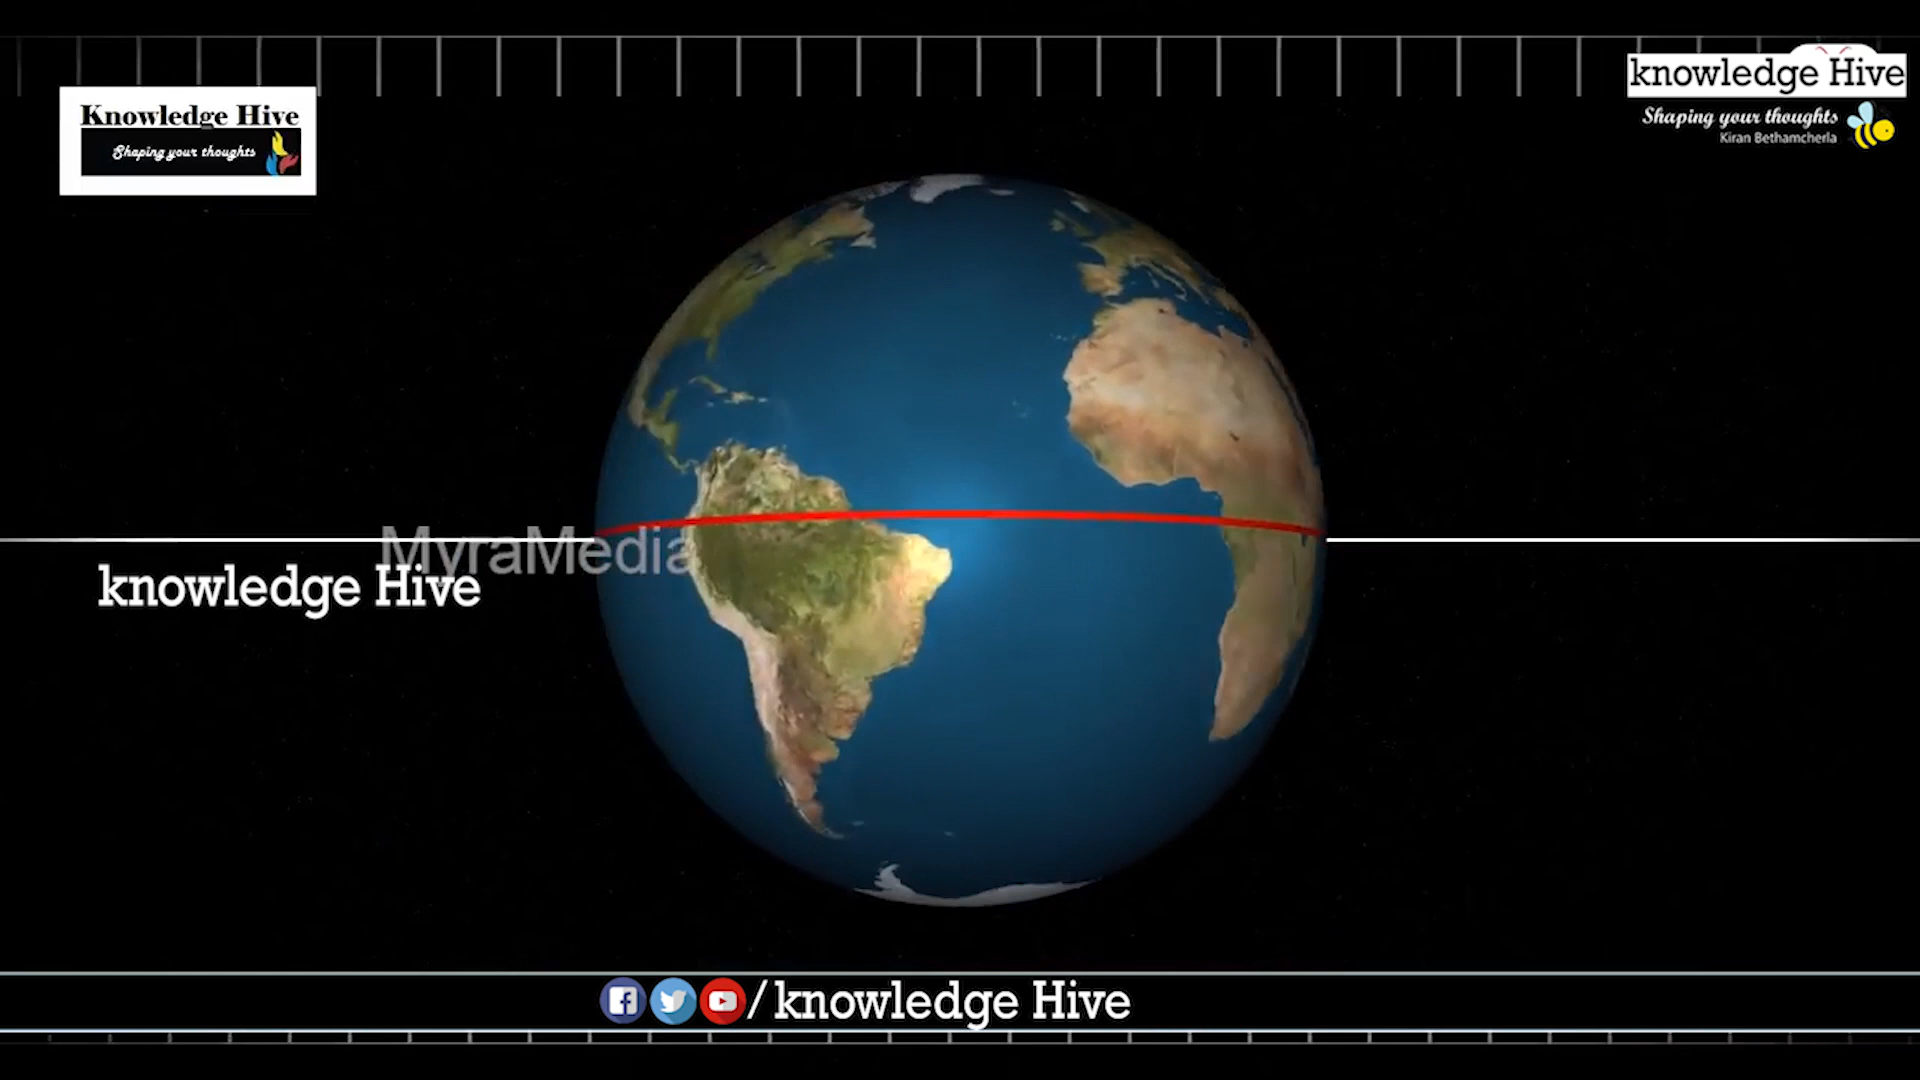 Knowledge Hive
Shaping your thoughts
knowledge Hive
Shaping your thoughts
Kiran Bethamcherla
MyraMedia
knowledge Hive
/knowledge Hive